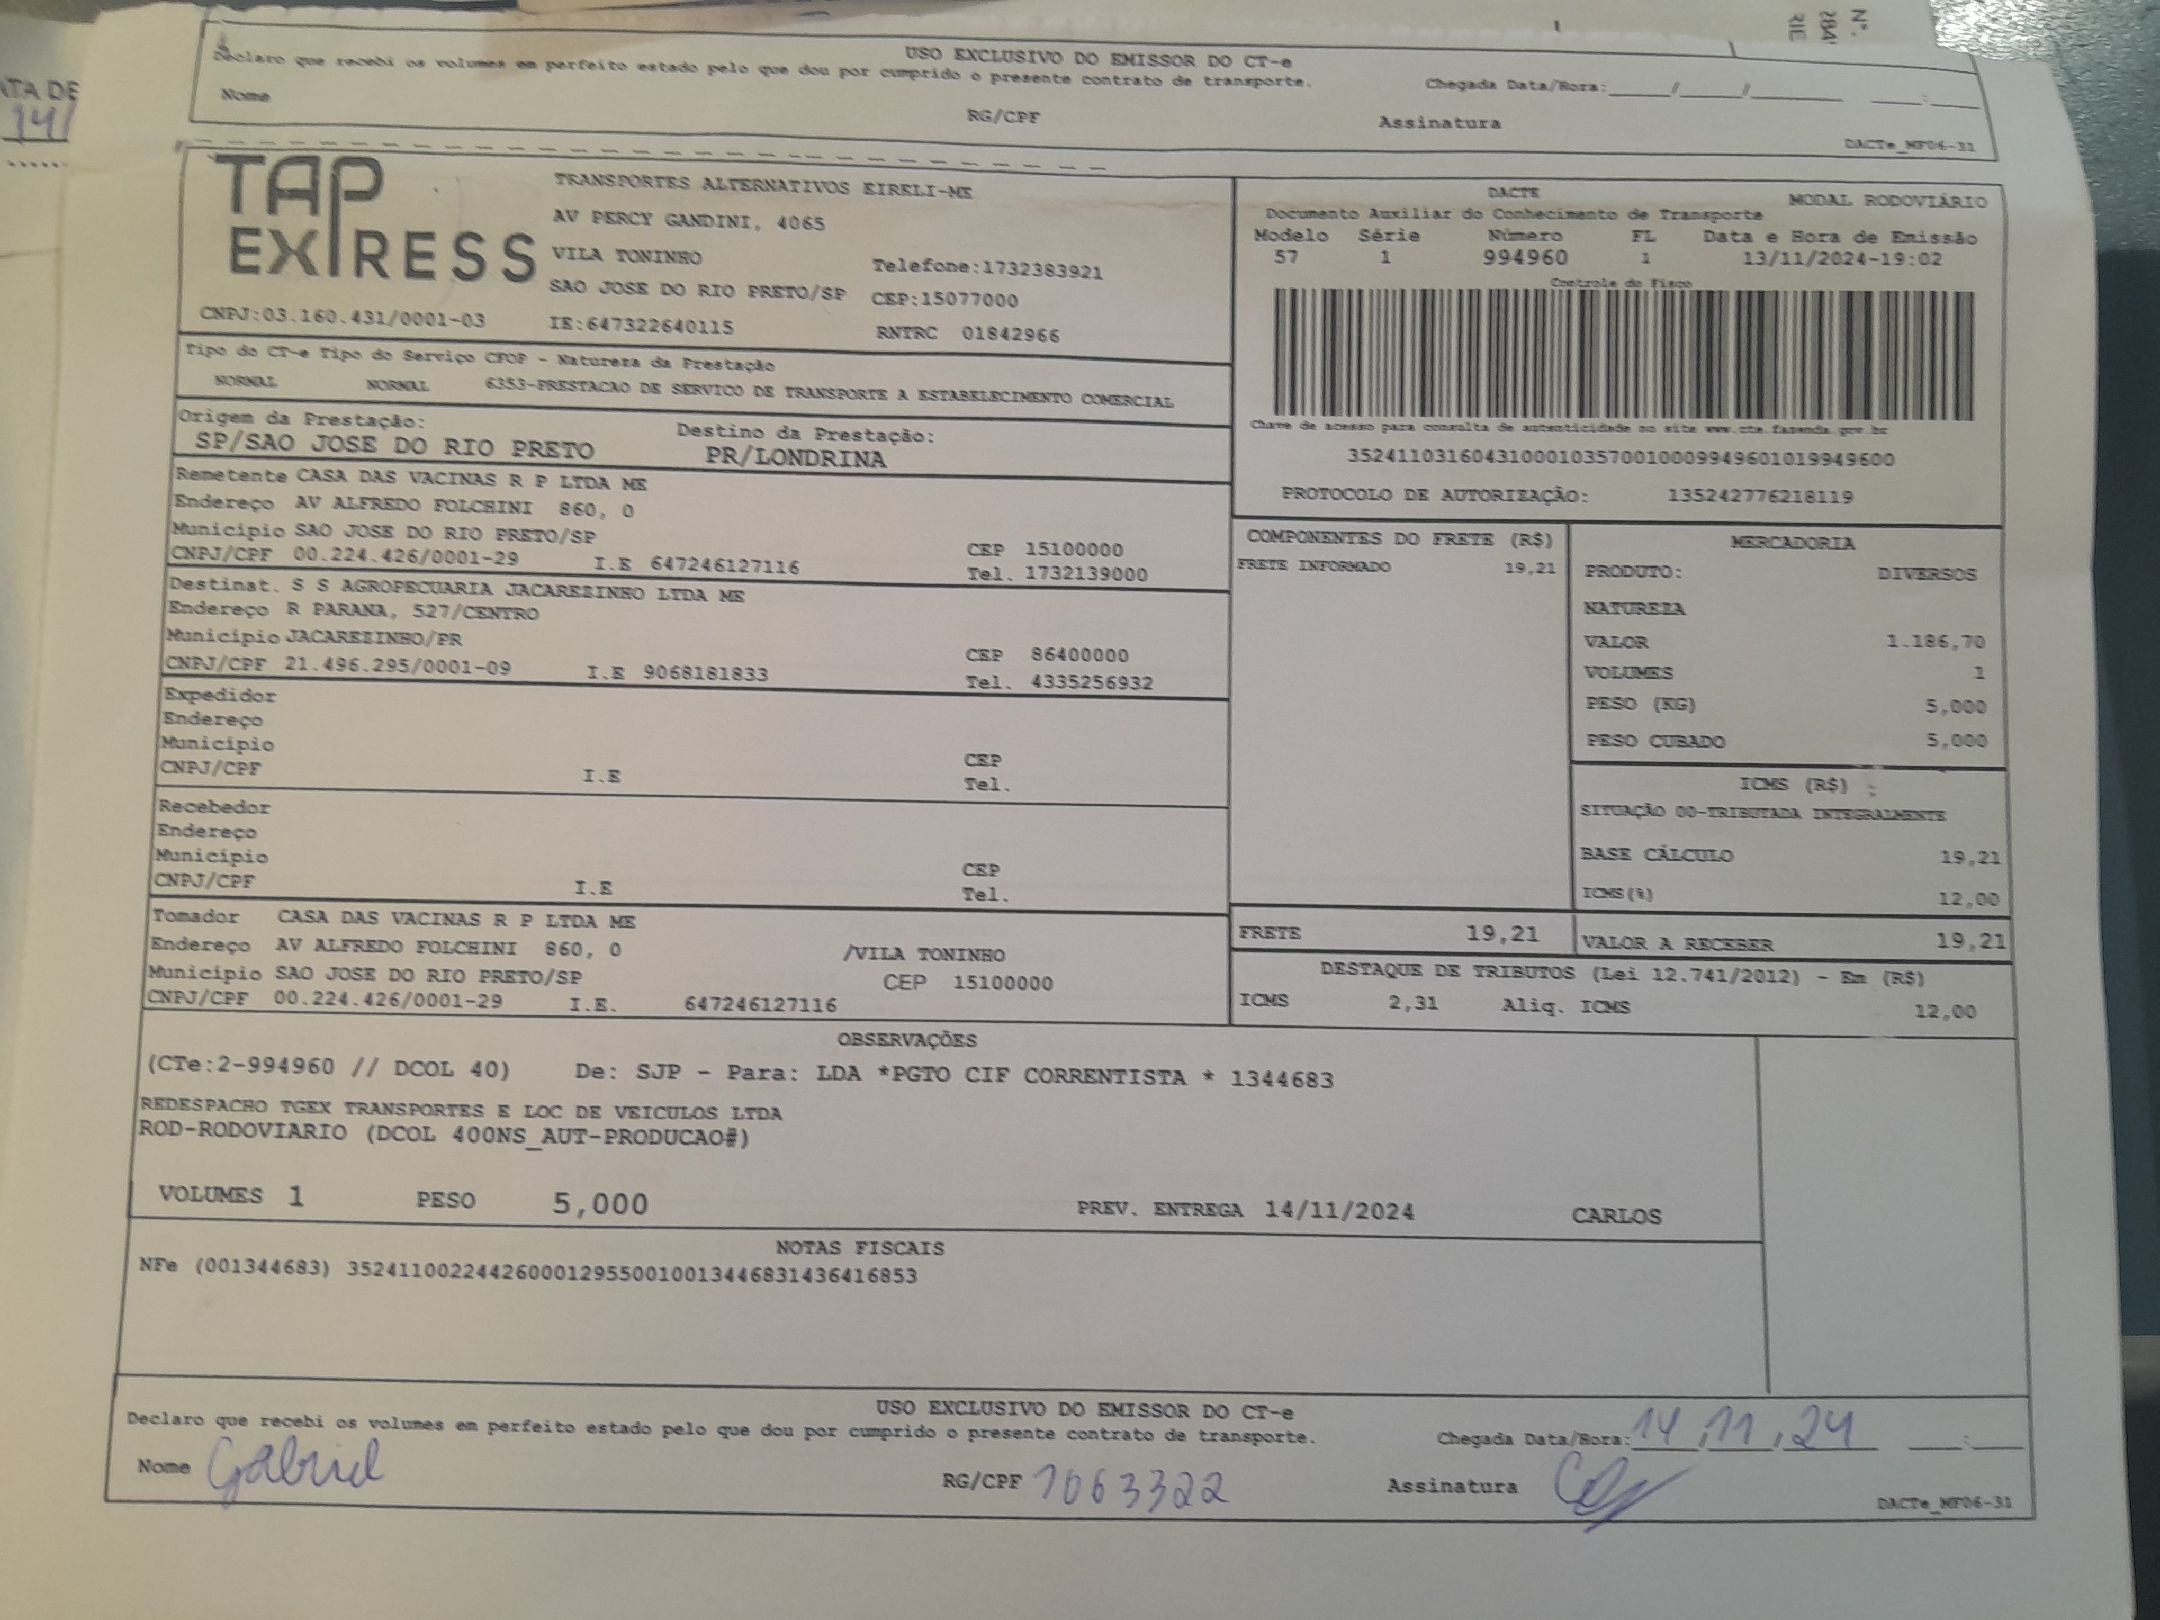 Nº.
RIE
ATA DE
14/
USO EXCLUSIVO DO EMISSOR DO CT-e
Declaro que recebi os volumes em perfeito estado pelo que dou por cumprido o presente contrato de transporte.
Chegada Data/Hora:_____/_____/________ ____:____
Nome
RG/CPF
Assinatura
DACTe_MF06-31
TAP EXPRESS
TRANSPORTES ALTERNATIVOS EIRELI-ME
AV PERCY GANDINI, 4065
VILA TONINHO
Telefone:1732383921
SAO JOSE DO RIO PRETO/SP CEP:15077000
CNPJ:03.160.431/0001-03 IE:647322640115 RNTRC 01842966
DACTE MODAL RODOVIÁRIO
Documento Auxiliar do Conhecimento de Transporte
Modelo Série Número FL Data e Hora de Emissão
57 1 994960 1 13/11/2024-19:02
Controle do Fisco
Chave de acesso para consulta de autenticidade no site www.cte.fazenda.gov.br
35241103160431000103570010009949601019949600
PROTOCOLO DE AUTORIZAÇÃO: 135242776218119
Tipo do CT-e Tipo do Serviço CFOP - Natureza da Prestação
NORMAL NORMAL 6353-PRESTACAO DE SERVICO DE TRANSPORTE A ESTABELECIMENTO COMERCIAL
Origem da Prestação: Destino da Prestação:
SP/SAO JOSE DO RIO PRETO PR/LONDRINA
Remetente CASA DAS VACINAS R P LTDA ME
Endereço AV ALFREDO FOLCHINI 860, 0
Município SAO JOSE DO RIO PRETO/SP CEP 15100000
CNPJ/CPF 00.224.426/0001-29 I.E 647246127116 Tel. 1732139000
Destinat. S S AGROPECUARIA JACAREZINHO LTDA ME
Endereço R PARANA, 527/CENTRO
Município JACAREZINHO/PR CEP 86400000
CNPJ/CPF 21.496.295/0001-09 I.E 9068181833 Tel. 4335256932
Expedidor
Endereço
Município CEP
CNPJ/CPF I.E Tel.
Recebedor
Endereço
Município CEP
CNPJ/CPF I.E Tel.
Tomador CASA DAS VACINAS R P LTDA ME
Endereço AV ALFREDO FOLCHINI 860, 0 /VILA TONINHO
Município SAO JOSE DO RIO PRETO/SP CEP 15100000
CNPJ/CPF 00.224.426/0001-29 I.E. 647246127116
COMPONENTES DO FRETE (R$)
FRETE INFORMADO 19,21
MERCADORIA
PRODUTO: DIVERSOS
NATUREZA
VALOR 1.186,70
VOLUMES 1
PESO (KG) 5,000
PESO CUBADO 5,000
ICMS (R$)
SITUAÇÃO 00-TRIBUTADA INTEGRALMENTE
BASE CÁLCULO 19,21
ICMS(%) 12,00
FRETE 19,21 VALOR A RECEBER 19,21
DESTAQUE DE TRIBUTOS (Lei 12.741/2012) - Em (R$)
ICMS 2,31 Aliq. ICMS 12,00
OBSERVAÇÕES
(CTe:2-994960 // DCOL 40) De: SJP - Para: LDA *PGTO CIF CORRENTISTA * 1344683
REDESPACHO TGEX TRANSPORTES E LOC DE VEICULOS LTDA
ROD-RODOVIARIO (DCOL 400NS_AUT-PRODUCAO#)
VOLUMES 1 PESO 5,000 PREV. ENTREGA 14/11/2024 CARLOS
NOTAS FISCAIS
NFe (001344683) 35241100224426000129550010013446831436416853
USO EXCLUSIVO DO EMISSOR DO CT-e
Declaro que recebi os volumes em perfeito estado pelo que dou por cumprido o presente contrato de transporte.
Chegada Data/Hora: 14/11/24 ____:____
Nome Gabriel RG/CPF 1063322 Assinatura
DACTe_MF06-31